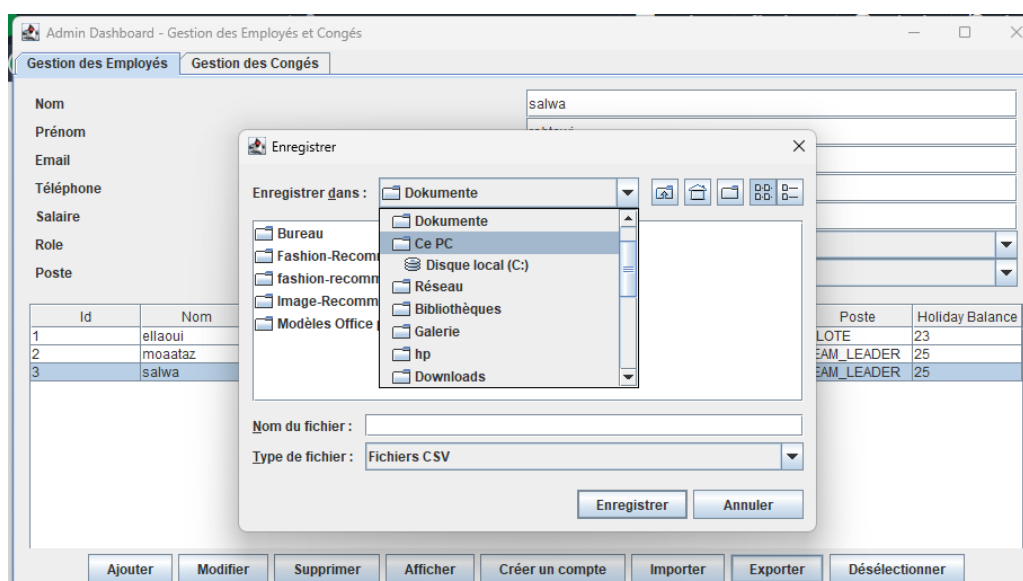 Admin Dashboard - Gestion des Employés et Congés
Gestion des Employés Gestion des Congés
Nom salwa
Prénom
Email
Téléphone
Salaire
Role
Poste
Enregistrer
Enregistrer dans : Dokumente
Bureau
Fashion-Recom
fashion-recomm
Image-Recomm
Modèles Office
Dokumente
Ce PC
Disque local (C:)
Réseau
Bibliothèques
Galerie
hp
Downloads
Nom du fichier :
Type de fichier : Fichiers CSV
Enregistrer Annuler
Id Nom Poste Holiday Balance
1 ellaoui LOTE 23
2 moaataz EAM_LEADER 25
3 salwa EAM_LEADER 25
Ajouter Modifier Supprimer Afficher Créer un compte Importer Exporter Désélectionner